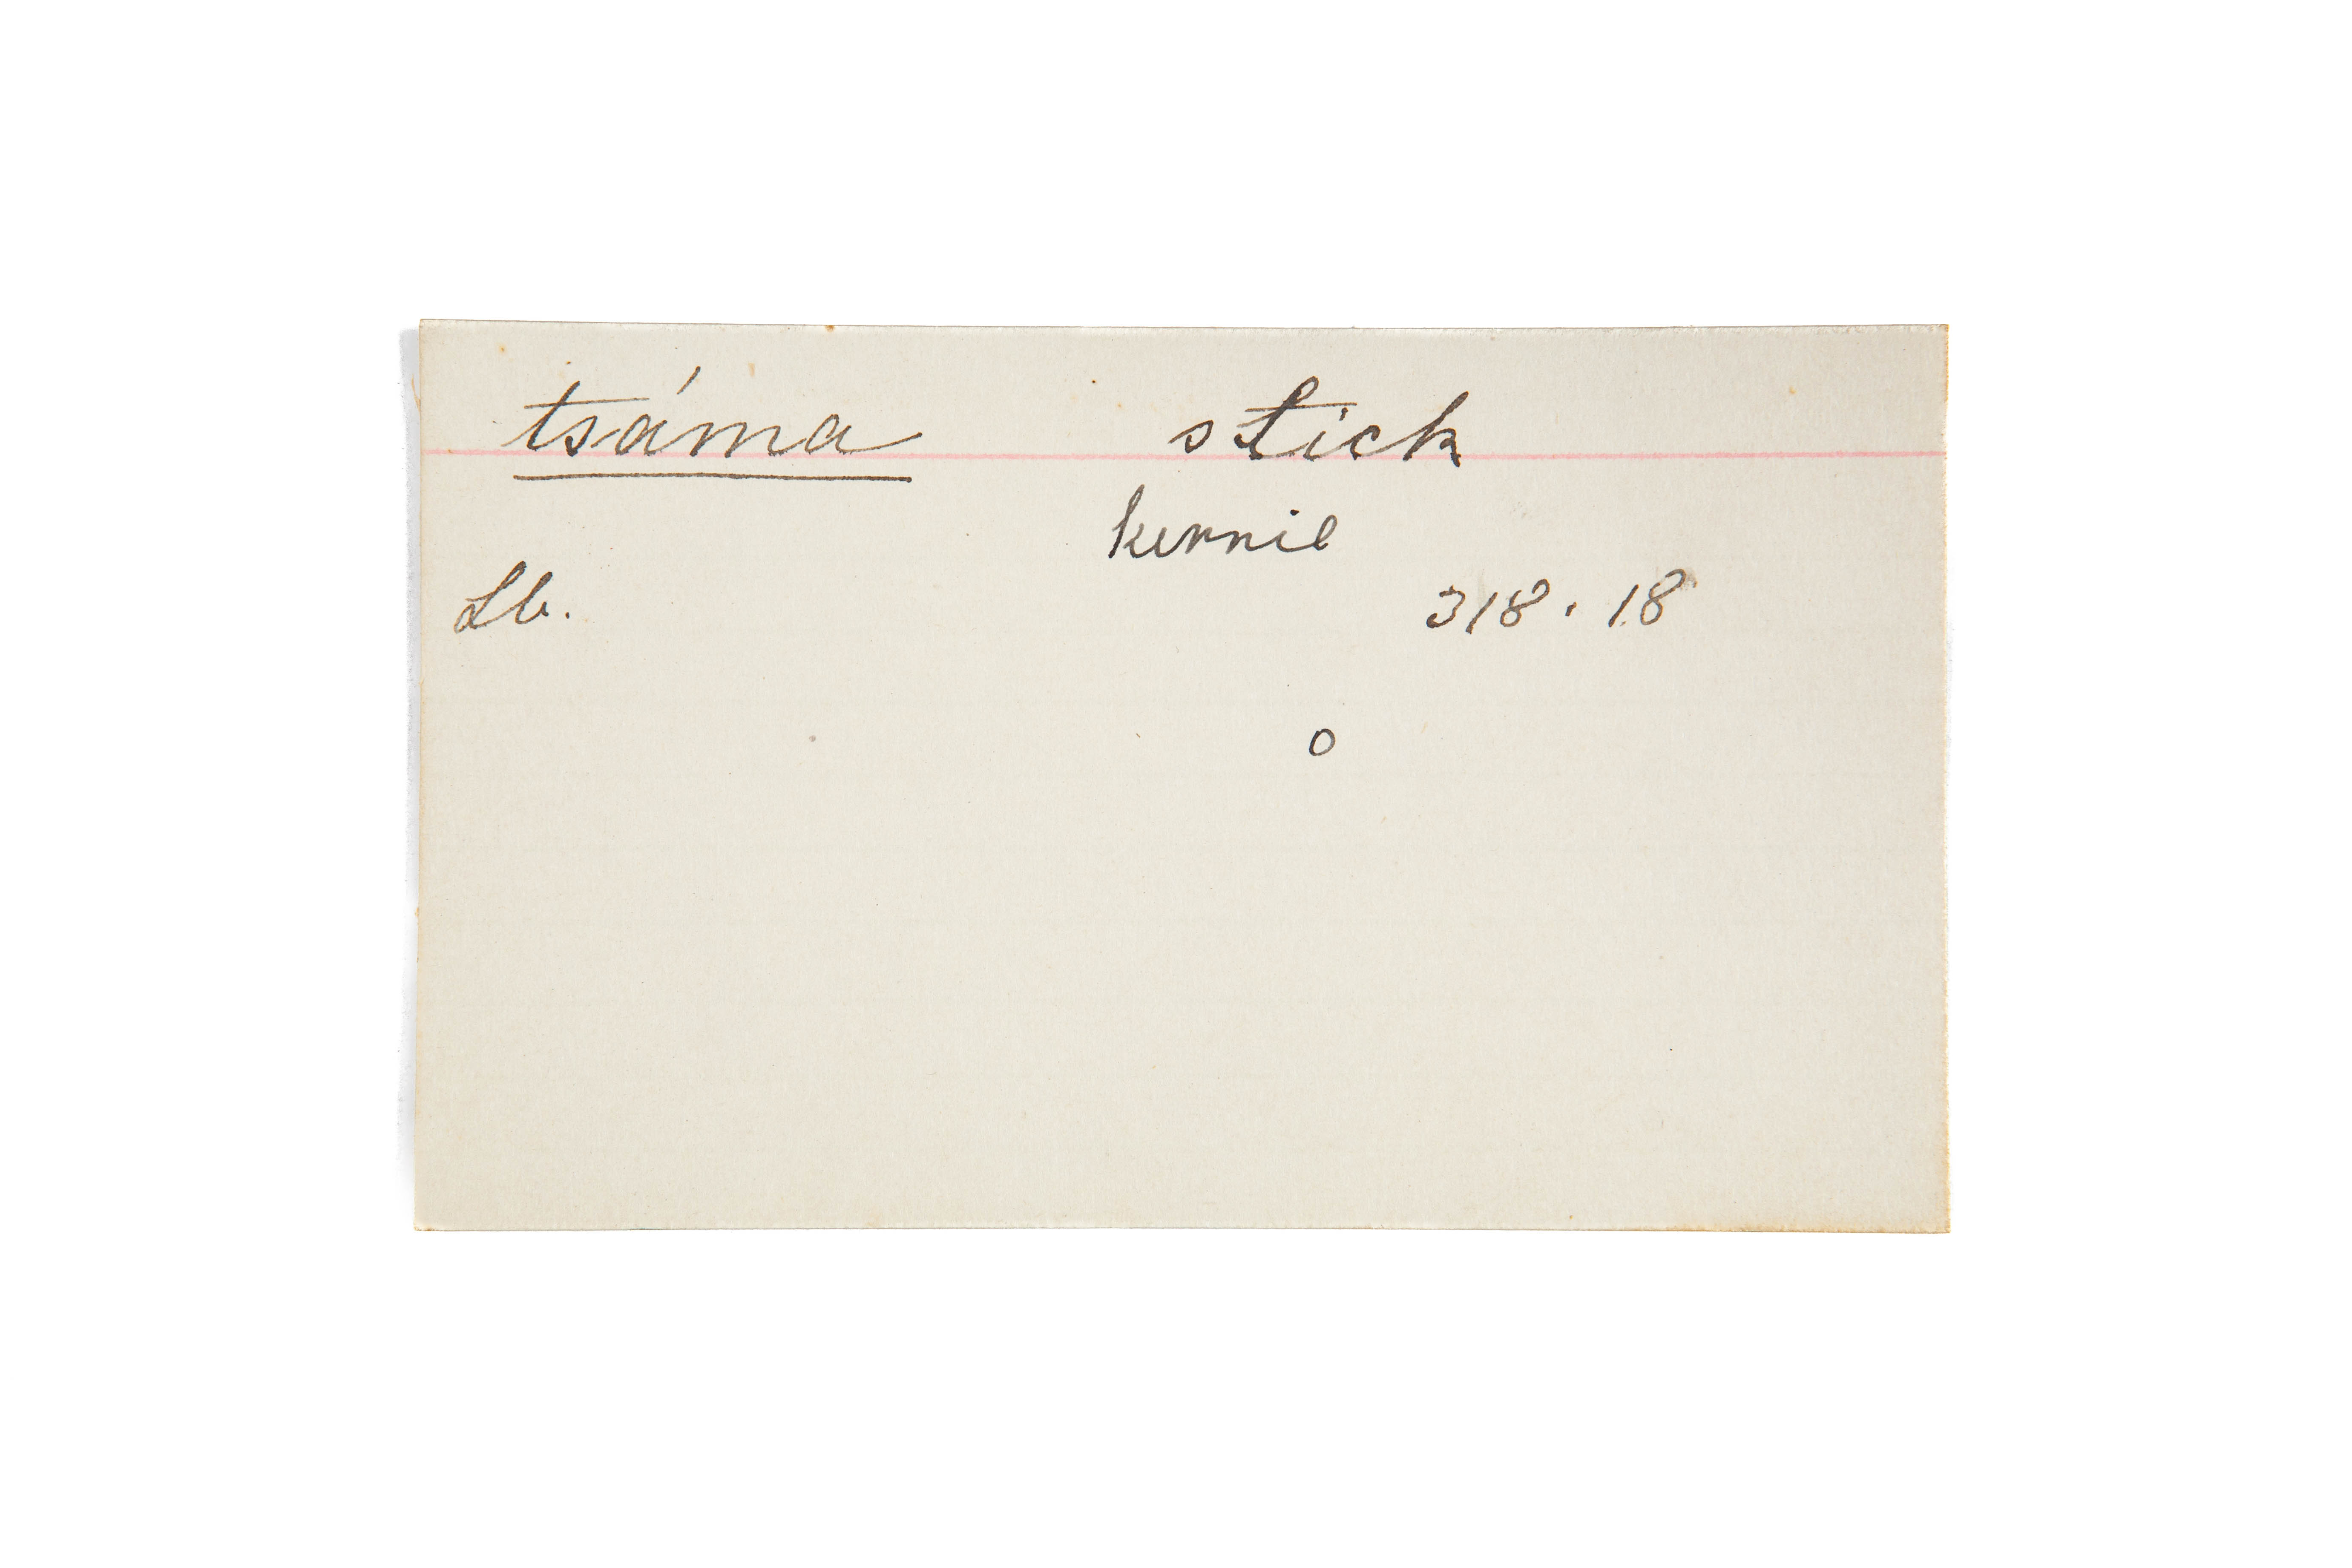 tsáma stick
kernil
Lb. 318. 18
o